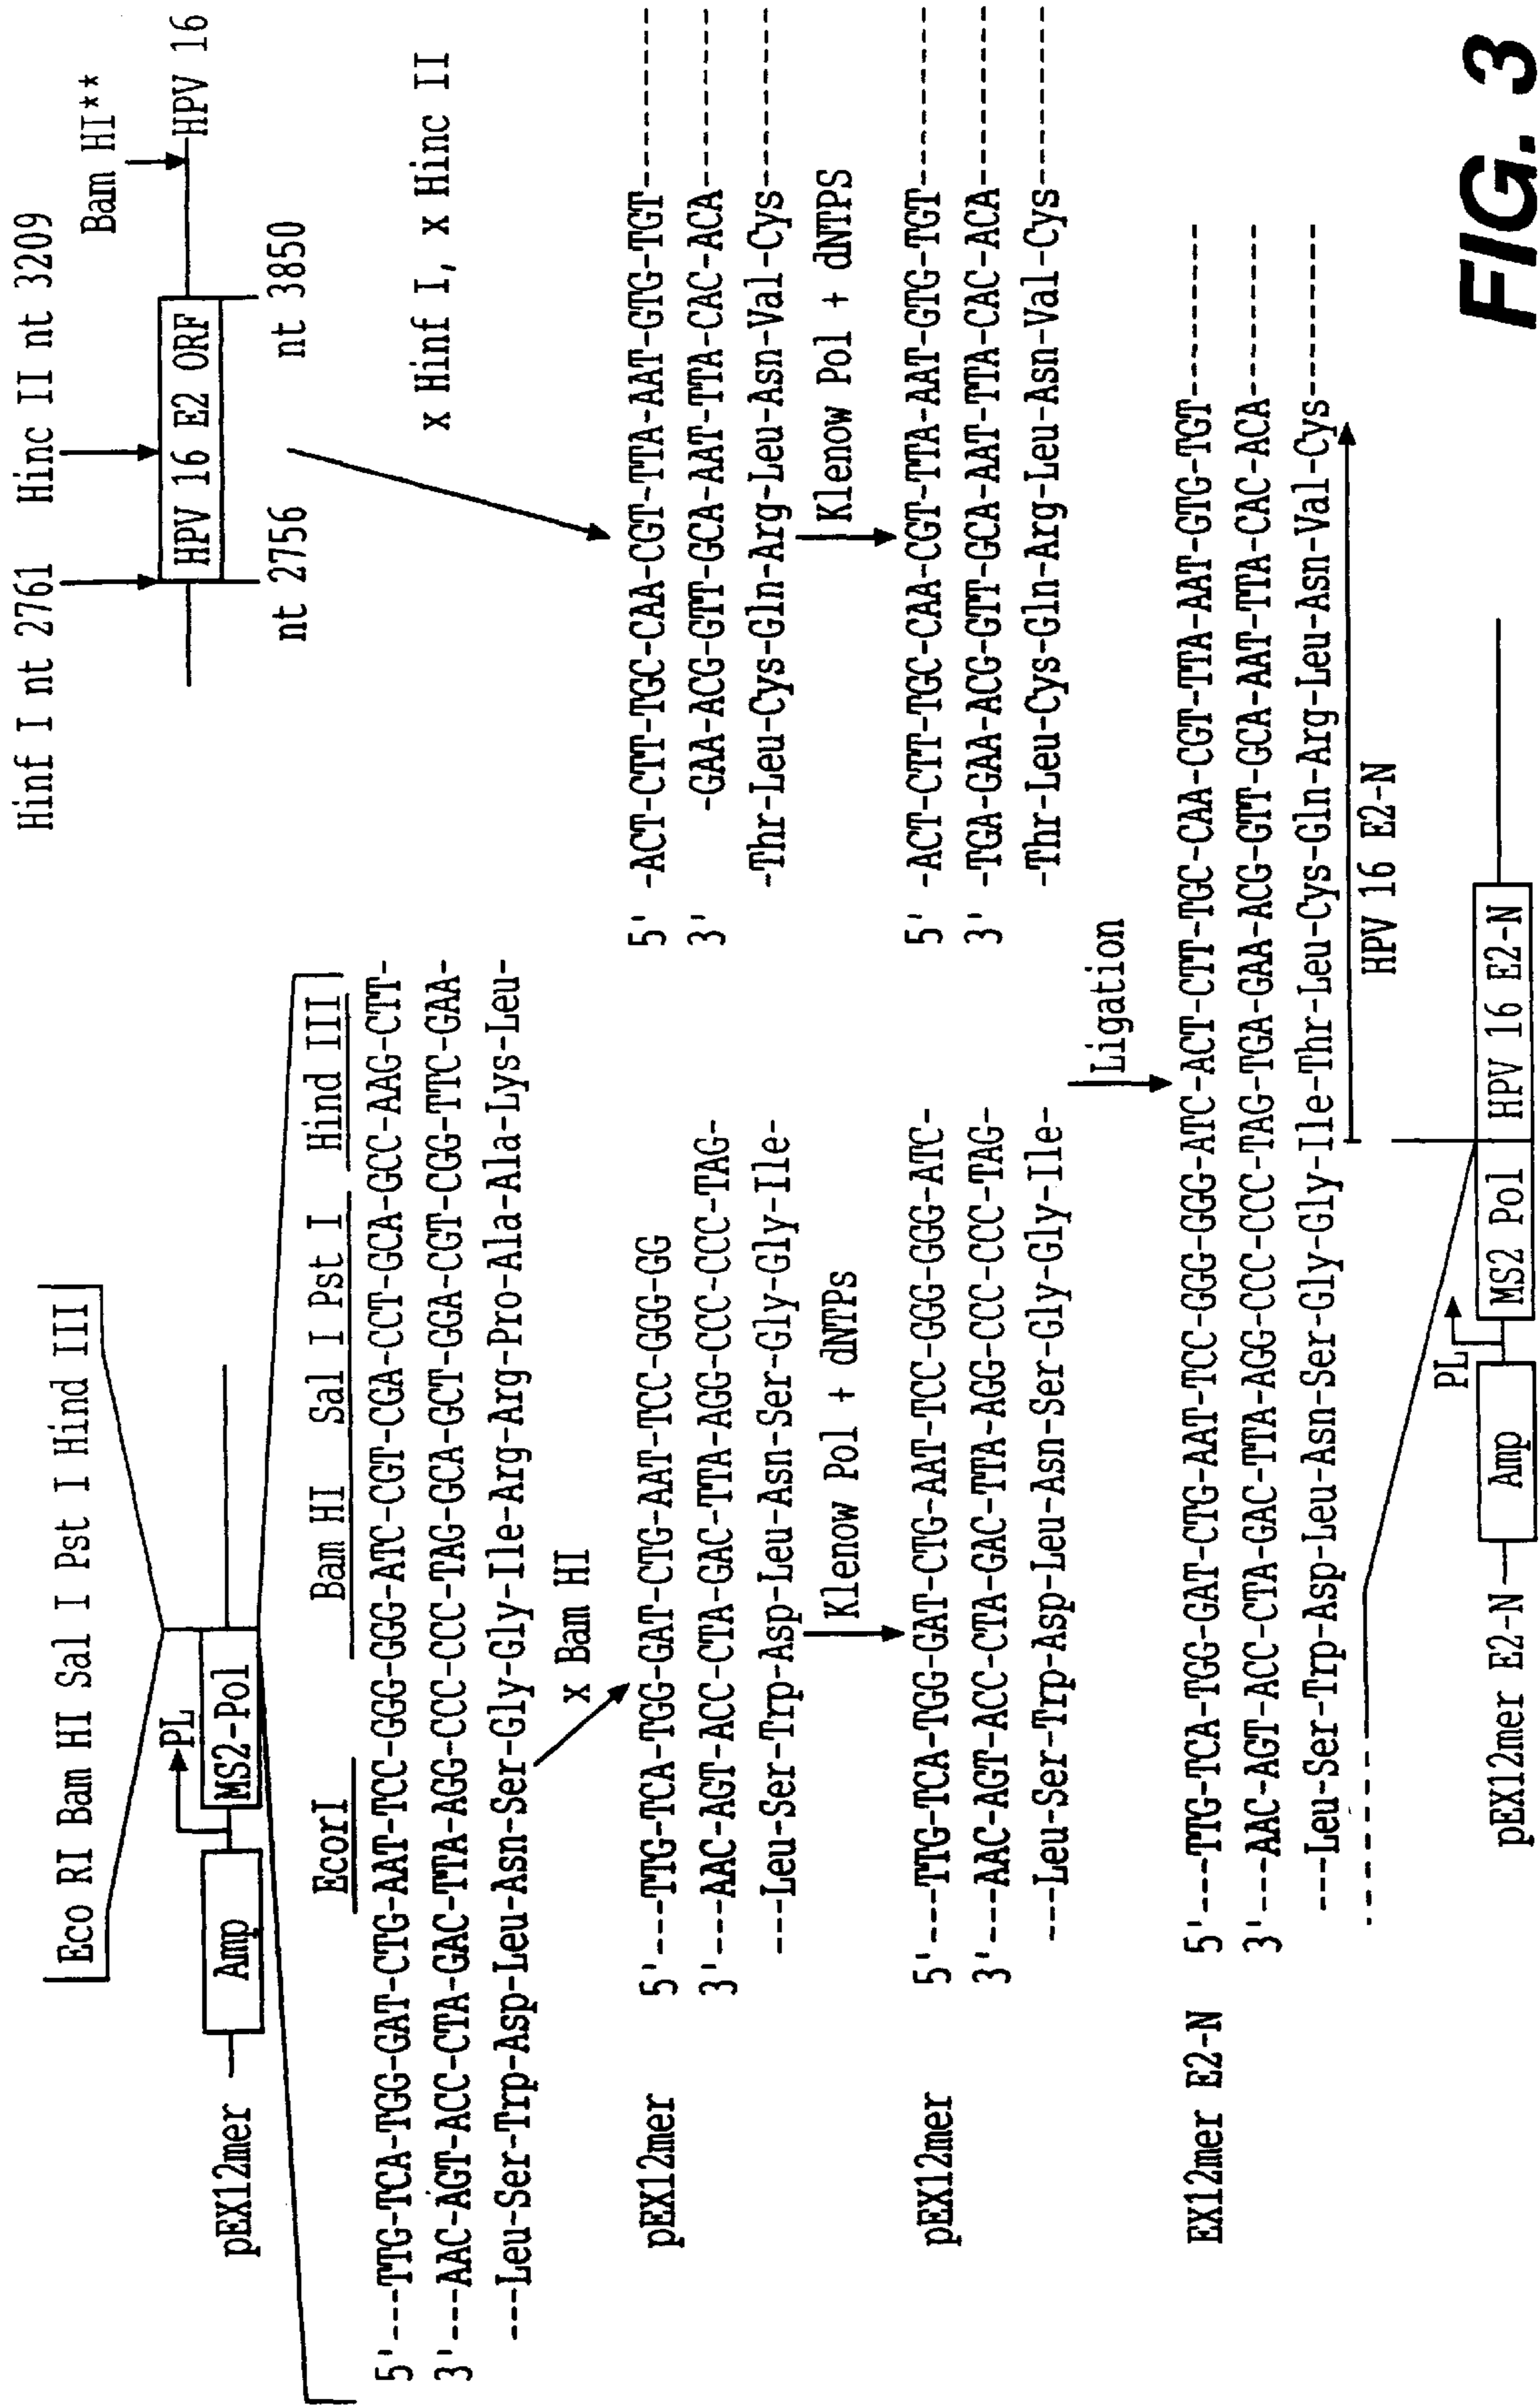 Hinf I nt 2761 Hinc II nt 3209
Bam HI**
HPV 16 E2 ORF
HPV 16
nt 2756
nt 3850
x Hinf I, x Hinc II
Eco RI Bam HI Sal I Pst I Hind III
PL
pEX12mer
Amp
MS2-Pol
EcorI Bam HI Sal I Pst I Hind III
5'----TTG-TCA-TGG-GAT-CTG-AAT-TCC-GGG-GGG-ATC-CGT-CGA-CCT-GCA-GCC-AAG-CTT-
3'----AAC-AGT-ACC-CTA-GAC-TTA-AGG-CCC-CCC-TAG-GCA-GCT-GGA-CGT-CGG-TTC-GAA-
----Leu-Ser-Trp-Asp-Leu-Asn-Ser-Gly-Gly-Ile-Arg-Arg-Pro-Ala-Ala-Lys-Leu-
x Bam HI
pEX12mer
5'----TTG-TCA-TGG-GAT-CTG-AAT-TCC-GGG-GG
3'----AAC-AGT-ACC-CTA-GAC-TTA-AGG-CCC-CCC-TAG-
----Leu-Ser-Trp-Asp-Leu-Asn-Ser-Gly-Gly-Ile-
5' -ACT-CTT-TGC-CAA-CGT-TTA-AAT-GTG-TGT----------
3' -GAA-ACG-GTT-GCA-AAT-TTA-CAC-ACA----------
-Thr-Leu-Cys-Gln-Arg-Leu-Asn-Val-Cys----------
Klenow Pol + dNTPs
Klenow Pol + dNTPS
pEX12mer
5'----TTG-TCA-TGG-GAT-CTG-AAT-TCC-GGG-GGG-ATC-
3'----AAC-AGT-ACC-CTA-GAC-TTA-AGG-CCC-CCC-TAG-
----Leu-Ser-Trp-Asp-Leu-Asn-Ser-Gly-Gly-Ile-
5' -ACT-CTT-TGC-CAA-CGT-TTA-AAT-GTG-TGT----------
3' -TGA-GAA-ACG-GTT-GCA-AAT-TTA-CAC-ACA----------
-Thr-Leu-Cys-Gln-Arg-Leu-Asn-Val-Cys----------
Ligation
EX12mer E2-N
5'----TTG-TCA-TGG-GAT-CTG-AAT-TCC-GGG-GGG-ATC-ACT-CTT-TGC-CAA-CGT-TTA-AAT-GTG-TGT----------
3'----AAC-AGT-ACC-CTA-GAC-TTA-AGG-CCC-CCC-TAG-TGA-GAA-ACG-GTT-GCA-AAT-TTA-CAC-ACA----------
----Leu-Ser-Trp-Asp-Leu-Asn-Ser-Gly-Gly-Ile-Thr-Leu-Cys-Gln-Arg-Leu-Asn-Val-Cys----------
HPV 16 E2-N
PL
pEX12mer E2-N
Amp
MS2 Pol
HPV 16 E2-N
FIG. 3